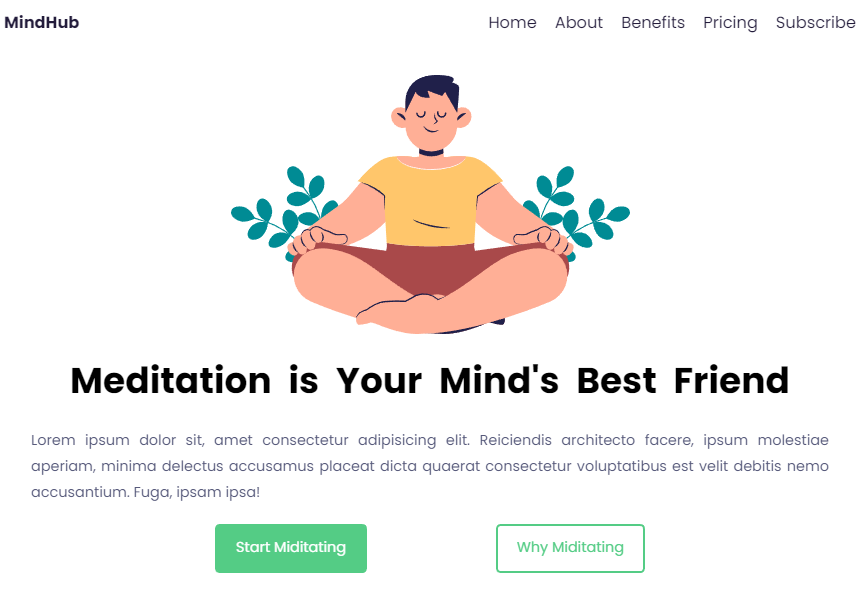 MindHub
Home About Benefits Pricing Subscribe
Meditation is Your Mind's Best Friend
Lorem ipsum dolor sit, amet consectetur adipisicing elit. Reiciendis architecto facere, ipsum molestiae
aperiam, minima delectus accusamus placeat dicta quaerat consectetur voluptatibus est velit debitis nemo
accusantium. Fuga, ipsam ipsa!
Start Miditating
Why Miditating